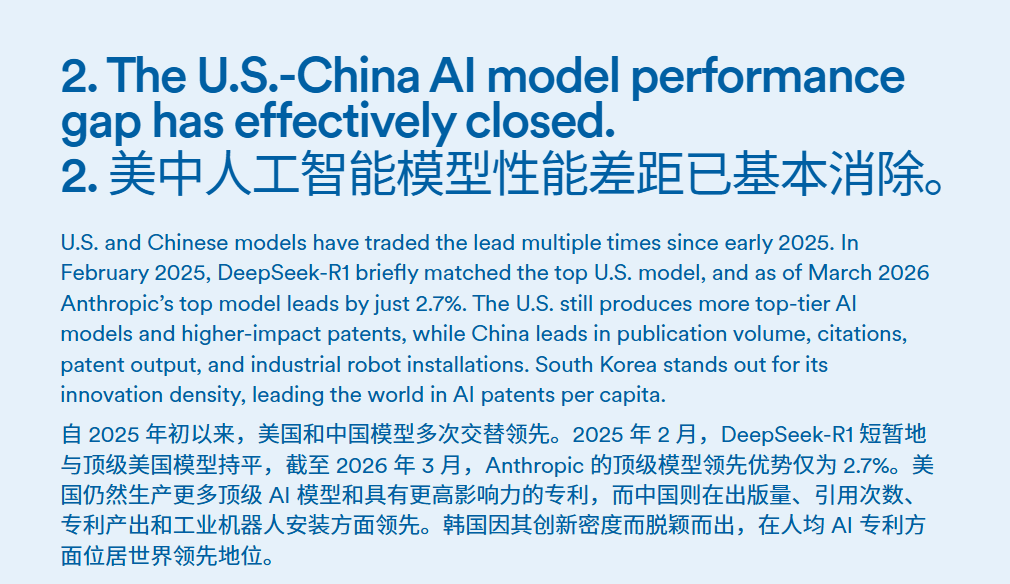 2. The U.S.-China AI model performance
gap has effectively closed.
2. 美中人工智能模型性能差距已基本消除。
U.S. and Chinese models have traded the lead multiple times since early 2025. In
February 2025, DeepSeek-R1 briefly matched the top U.S. model, and as of March 2026
Anthropic’s top model leads by just 2.7%. The U.S. still produces more top-tier AI
models and higher-impact patents, while China leads in publication volume, citations,
patent output, and industrial robot installations. South Korea stands out for its
innovation density, leading the world in AI patents per capita.
自 2025 年初以来，美国和中国模型多次交替领先。2025 年 2 月，DeepSeek-R1 短暂地
与顶级美国模型持平，截至 2026 年 3 月，Anthropic 的顶级模型领先优势仅为 2.7%。美
国仍然生产更多顶级 AI 模型和具有更高影响力的专利，而中国则在出版量、引用次数、
专利产出和工业机器人安装方面领先。韩国因其创新密度而脱颖而出，在人均 AI 专利方
面位居世界领先地位。